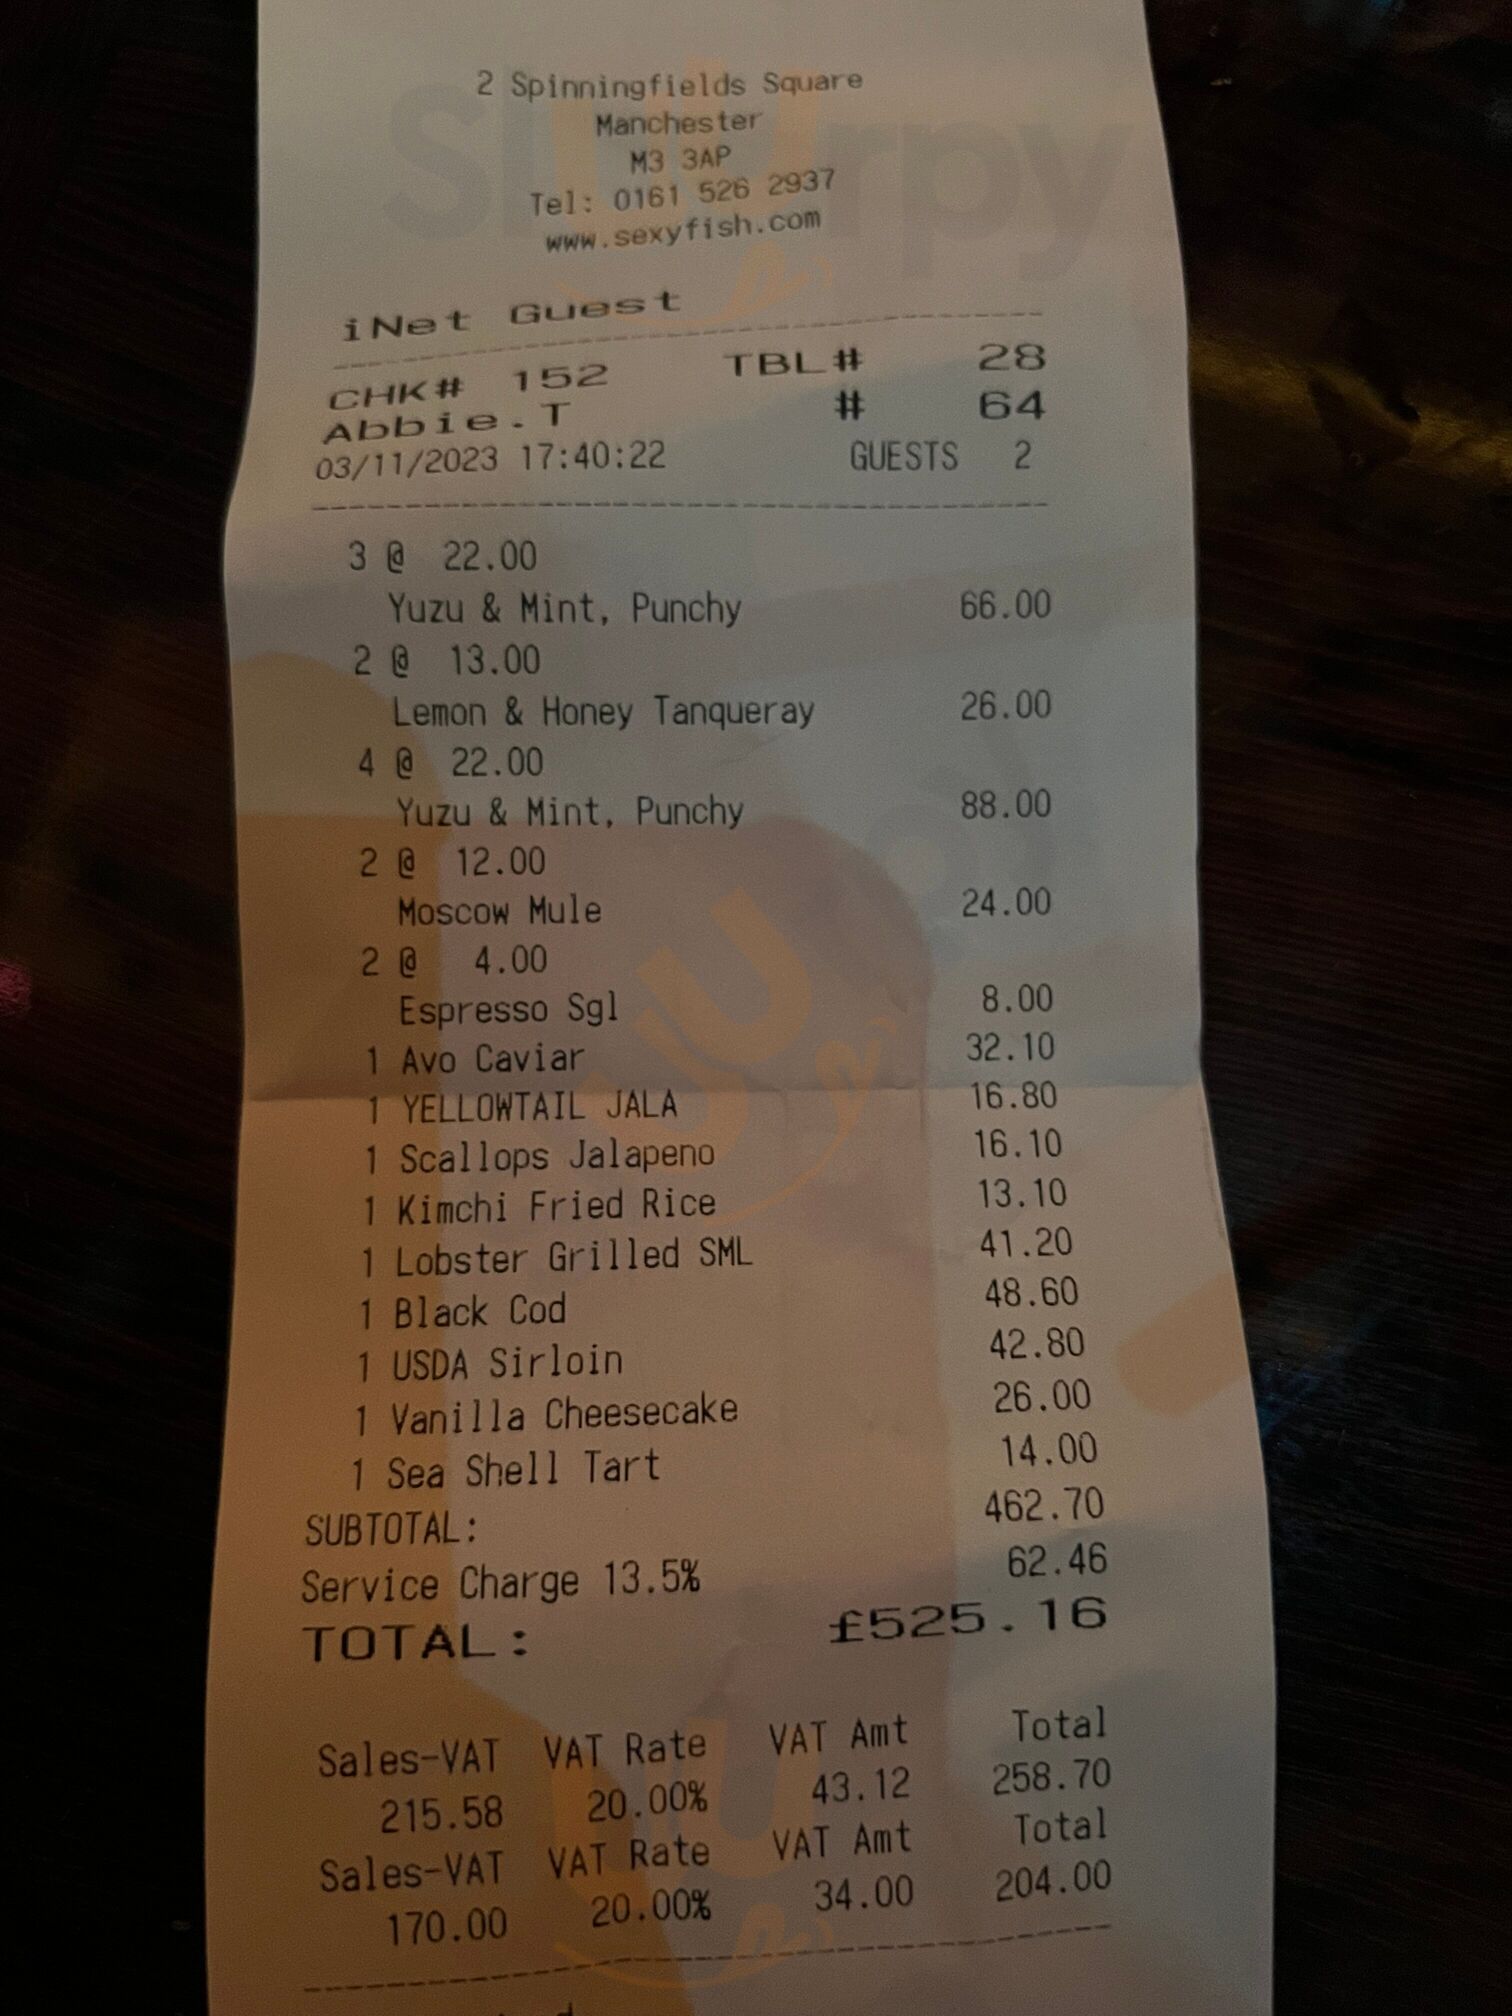 2 Spinningfields Square
Manchester
M3 3AP
Tel: 0161 526 2937
www.sexyfish.com
iNet Guest
CHK# 152 TBL# 28
Abbie.T # 64
03/11/2023 17:40:22 GUESTS 2
3 @ 22.00
Yuzu & Mint, Punchy 66.00
2 @ 13.00
Lemon & Honey Tanqueray 26.00
4 @ 22.00
Yuzu & Mint, Punchy 88.00
2 @ 12.00
Moscow Mule 24.00
2 @ 4.00
Espresso Sgl 8.00
1 Avo Caviar 32.10
1 YELLOWTAIL JALA 16.80
1 Scallops Jalapeno 16.10
1 Kimchi Fried Rice 13.10
1 Lobster Grilled SML 41.20
1 Black Cod 48.60
1 USDA Sirloin 42.80
1 Vanilla Cheesecake 26.00
1 Sea Shell Tart 14.00
SUBTOTAL: 462.70
Service Charge 13.5% 62.46
TOTAL: £525.16
Sales-VAT VAT Rate VAT Amt Total
215.58 20.00% 43.12 258.70
Sales-VAT VAT Rate VAT Amt Total
170.00 20.00% 34.00 204.00